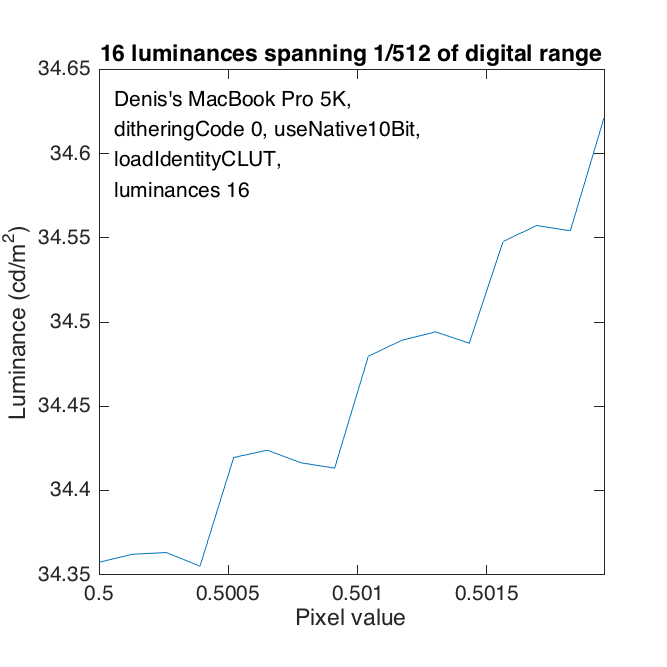 16 luminances spanning 1/512 of digital range
34.65
34.6
34.55
34.5
34.45
34.4
34.35
Luminance (cd/m²)
Denis's MacBook Pro 5K,
ditheringCode 0, useNative10Bit,
loadIdentityCLUT,
luminances 16
0.5
0.5005
0.501
0.5015
Pixel value